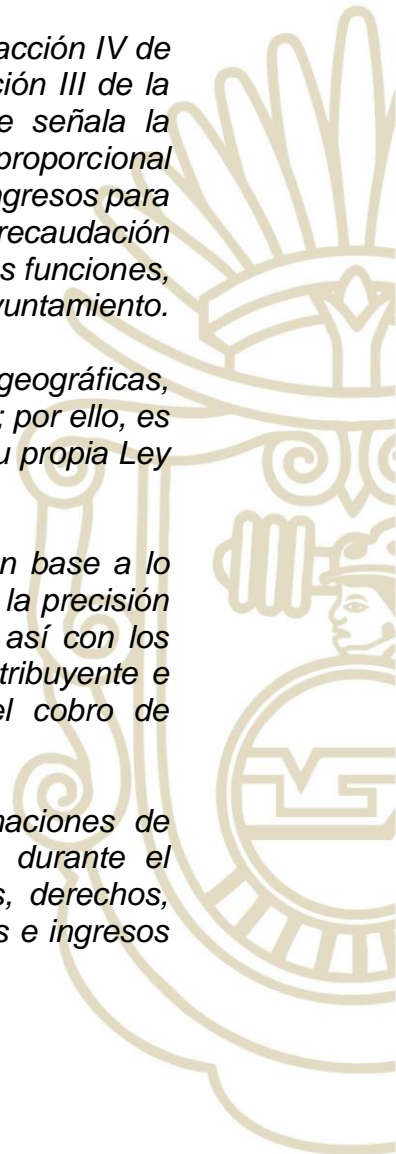 acción IV de
ción III de la
e señala la
proporcional
ngresos para
recaudación
s funciones,
yuntamiento.
geográficas,
; por ello, es
u propia Ley
n base a lo
la precisión
así con los
tribuyente e
el cobro de
naciones de
durante el
s, derechos,
s e ingresos